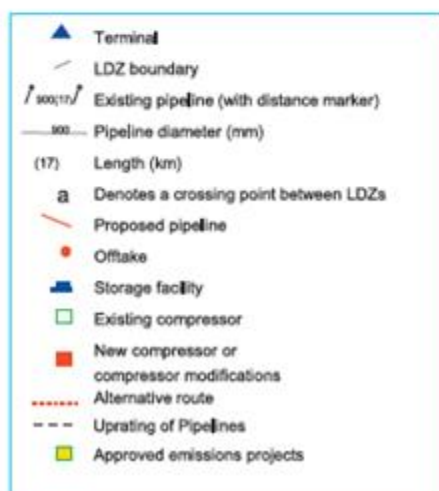 Terminal
LDZ boundary
900(17) Existing pipeline (with distance marker)
900 Pipeline diameter (mm)
(17) Length (km)
a Denotes a crossing point between LDZs
Proposed pipeline
Offtake
Storage facility
Existing compressor
New compressor or
compressor modifications
Alternative route
Uprating of Pipelines
Approved emissions projects